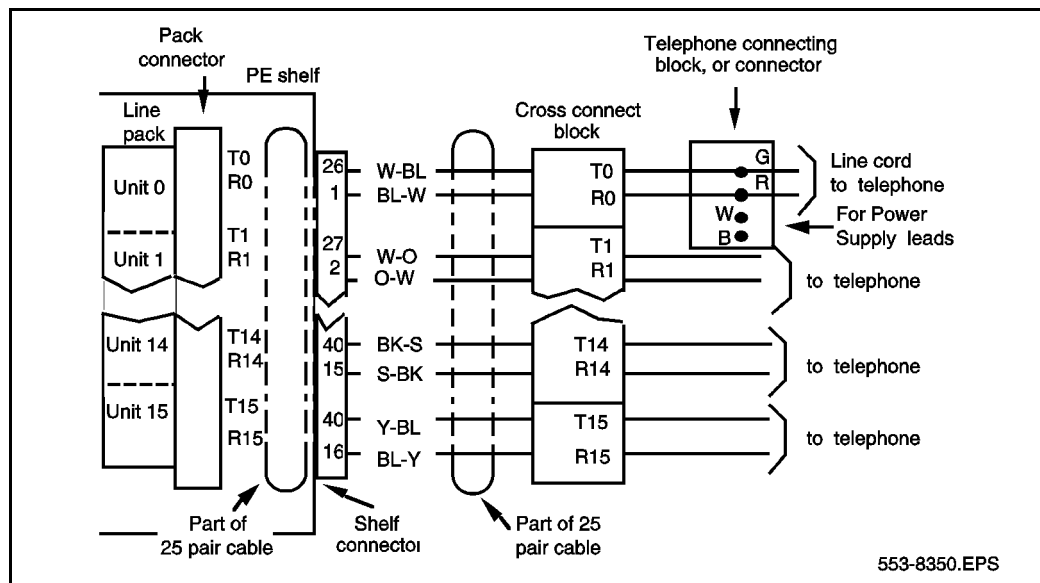 Pack
connector
PE shelf
Line
pack
Telephone connecting
block, or connector
Cross connect
block
Unit 0
T0
R0
26
1
W-BL
BL-W
T0
R0
G
R
W
B
Line cord
to telephone
For Power
Supply leads
Unit 1
T1
R1
27
2
W-O
O-W
T1
R1
to telephone
Unit 14
T14
R14
40
15
BK-S
S-BK
T14
R14
to telephone
Unit 15
T15
R15
40
16
Y-BL
BL-Y
T15
R15
to telephone
Part of
25 pair cable
Shelf
connector
Part of 25
pair cable
553-8350.EPS